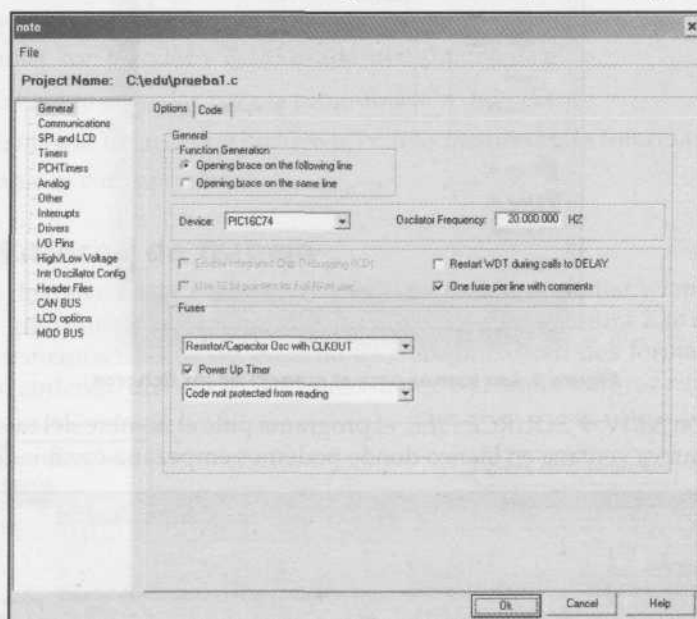 nota
File
Project Name: C:\edu\prueba1.c
General
Communications
SPI and LCD
Timers
PCHTimers
Analog
Other
Interrupts
Drivers
I/O Pins
High/Low Voltage
Intr Oscillator Config
Header Files
CAN BUS
LCD options
MOD BUS
Options Code
General
Function Generation
Opening brace on the following line
Opening brace on the same line
Device: PIC16C74 Oscilator Frequency: 20.000.000 HZ
Restart WDT during calls to DELAY
One fuse per line with comments
Fuses
Resistor/Capacitor Osc with CLKOUT
Power Up Timer
Code not protected from reading
Ok Cancel Help